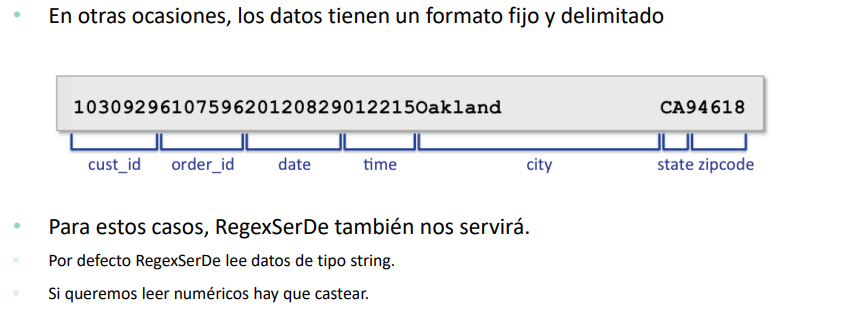 • En otras ocasiones, los datos tienen un formato fijo y delimitado
1030929610759620120829012215Oakland CA94618
cust_id order_id date time city state zipcode
• Para estos casos, RegexSerDe también nos servirá.
○ Por defecto RegexSerDe lee datos de tipo string.
○ Si queremos leer numéricos hay que castear.